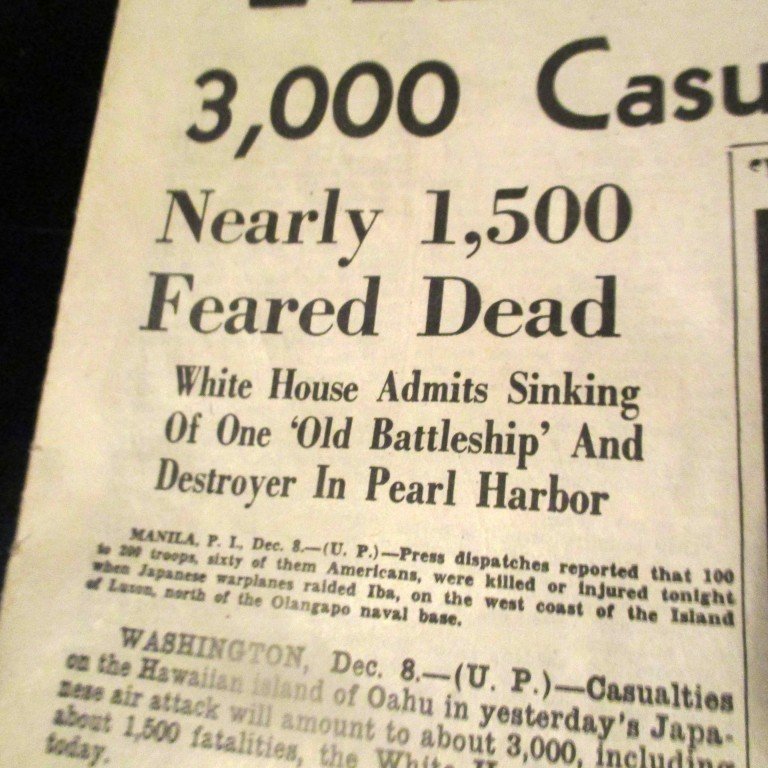 3,000 Casu
Nearly 1,500
Feared Dead
White House Admits Sinking
Of One 'Old Battleship' And
Destroyer In Pearl Harbor
MANILA, P. I., Dec. 8.—(U. P.)—Press dispatches reported that 100
to 200 troops, sixty of them Americans, were killed or injured tonight
when Japanese warplanes raided Iba, on the west coast of the Island
of Luzon, north of the Olangapo naval base.
WASHINGTON, Dec. 8.—(U. P.)—Casualties
on the Hawaiian island of Oahu in yesterday's Japa-
nese air attack will amount to about 3,000, including
about 1,500 fatalities, the White
today.